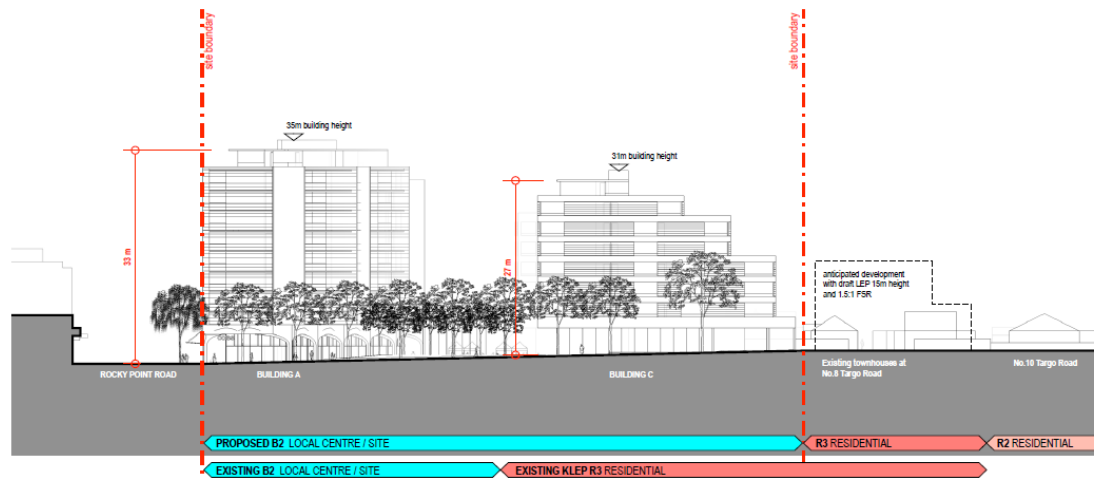 site boundary
site boundary
35m building height
31m building height
33 m
27 m
anticipated development
with draft LEP 15m height
and 1.5:1 FSR
ROCKY POINT ROAD
BUILDING A
BUILDING C
Existing townhouses at
No.8 Targo Road
No.10 Targo Road
PROPOSED B2 LOCAL CENTRE / SITE
R3 RESIDENTIAL
R2 RESIDENTIAL
EXISTING B2 LOCAL CENTRE / SITE
EXISTING KLEP R3 RESIDENTIAL